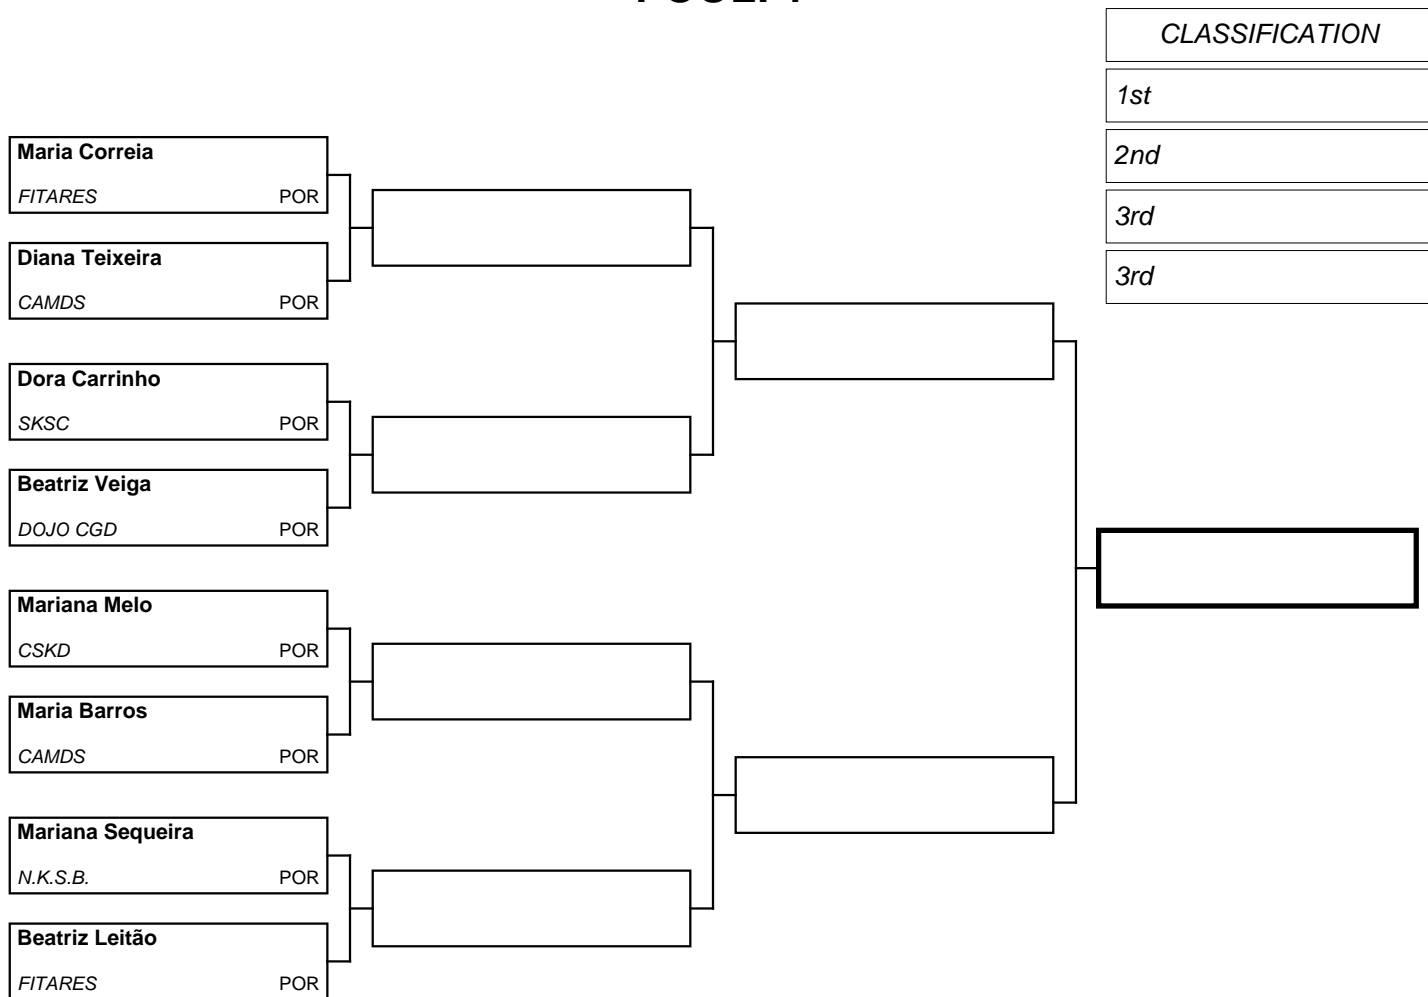 CLASSIFICATION
1st
2nd
3rd
3rd
Maria Correia
FITARES POR
Diana Teixeira
CAMDS POR
Dora Carrinho
SKSC POR
Beatriz Veiga
DOJO CGD POR
Mariana Melo
CSKD POR
Maria Barros
CAMDS POR
Mariana Sequeira
N.K.S.B. POR
Beatriz Leitão
FITARES POR